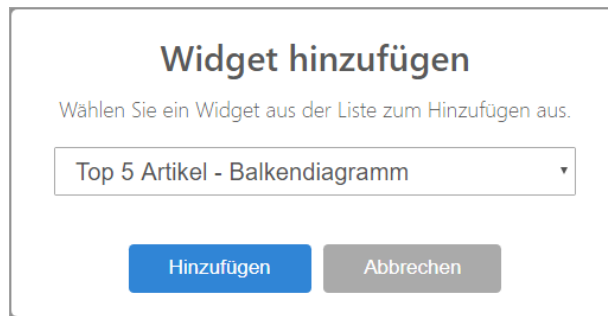 Widget hinzufügen
Wählen Sie ein Widget aus der Liste zum Hinzufügen aus.
Top 5 Artikel - Balkendiagramm
Hinzufügen Abbrechen